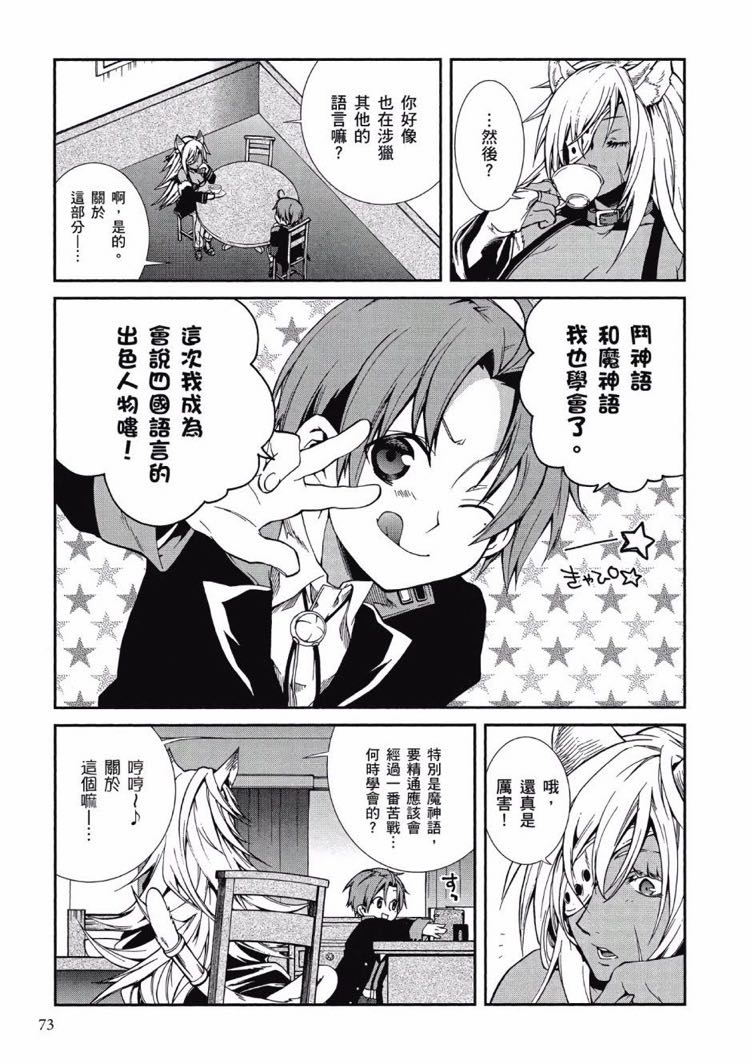 …然後？
你好像
也在涉獵
其他的
語言嘛？
啊，是的。
關於
這部分……
鬥神語
和魔神語
我也學會了。
這次我成為
會說四國語言的
出色人物嘍！
きゃぴ☆
哦，
還真是
厲害！
特別是魔神語，
要精通應該會
經過一番苦戰…
何時學會的？
すっ
哼哼～♪
關於
這個嘛……
73